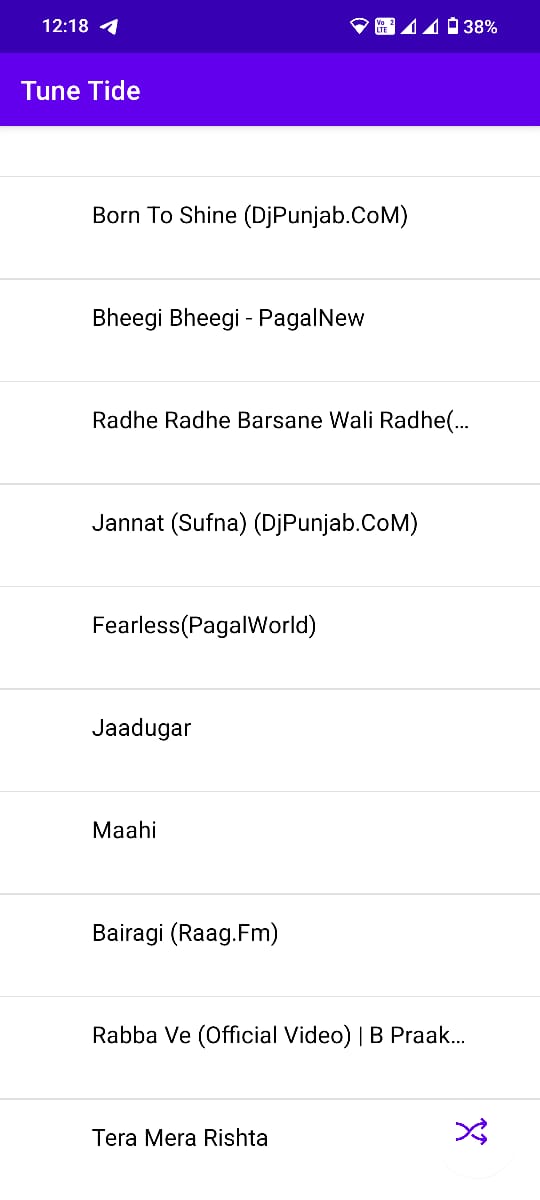 12:18
Vo 2
LTE
38%
Tune Tide
Born To Shine (DjPunjab.CoM)
Bheegi Bheegi - PagalNew
Radhe Radhe Barsane Wali Radhe(...
Jannat (Sufna) (DjPunjab.CoM)
Fearless(PagalWorld)
Jaadugar
Maahi
Bairagi (Raag.Fm)
Rabba Ve (Official Video) | B Praak...
Tera Mera Rishta